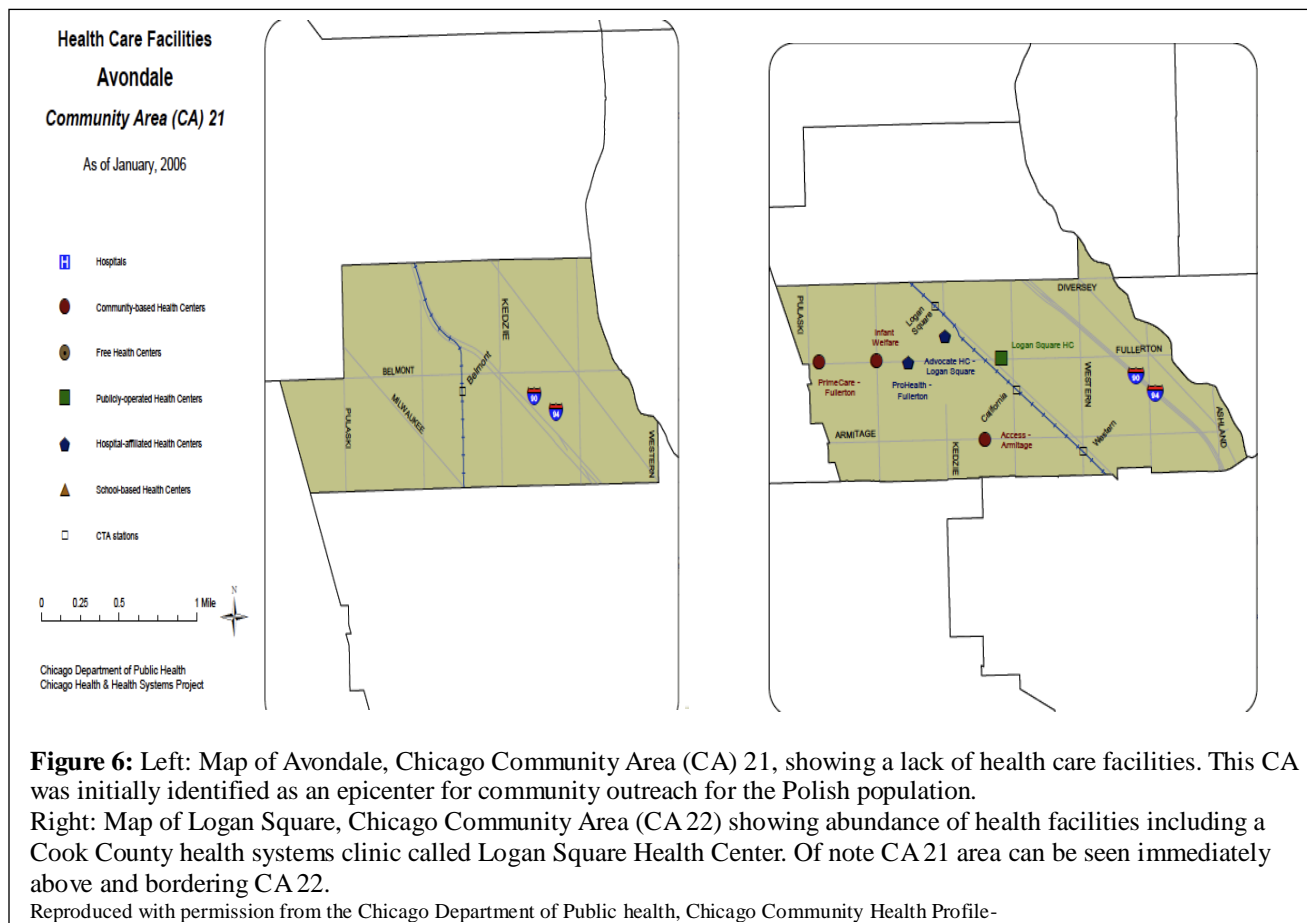 Health Care Facilities
Avondale
Community Area (CA) 21
As of January, 2006
H Hospitals
Community-based Health Centers
Free Health Centers
Publicly-operated Health Centers
Hospital-affiliated Health Centers
School-based Health Centers
CTA stations
0 0.25 0.5 1 Mile
N
Chicago Department of Public Health
Chicago Health & Health Systems Project
KEDZIE
BELMONT
Belmont
MILWAUKEE
PULASKI
90
94
WESTERN
DIVERSEY
PULASKI
Logan
Square
Infant
Welfare
Logan Square HC
FULLERTON
Advocate HC -
Logan Square
PrimeCare -
Fullerton
ProHealth -
Fullerton
WESTERN
90
94
California
ASHLAND
ARMITAGE
Access -
Armitage
KEDZIE
Western
Figure 6: Left: Map of Avondale, Chicago Community Area (CA) 21, showing a lack of health care facilities. This CA
was initially identified as an epicenter for community outreach for the Polish population.
Right: Map of Logan Square, Chicago Community Area (CA 22) showing abundance of health facilities including a
Cook County health systems clinic called Logan Square Health Center. Of note CA 21 area can be seen immediately
above and bordering CA 22.
Reproduced with permission from the Chicago Department of Public health, Chicago Community Health Profile-